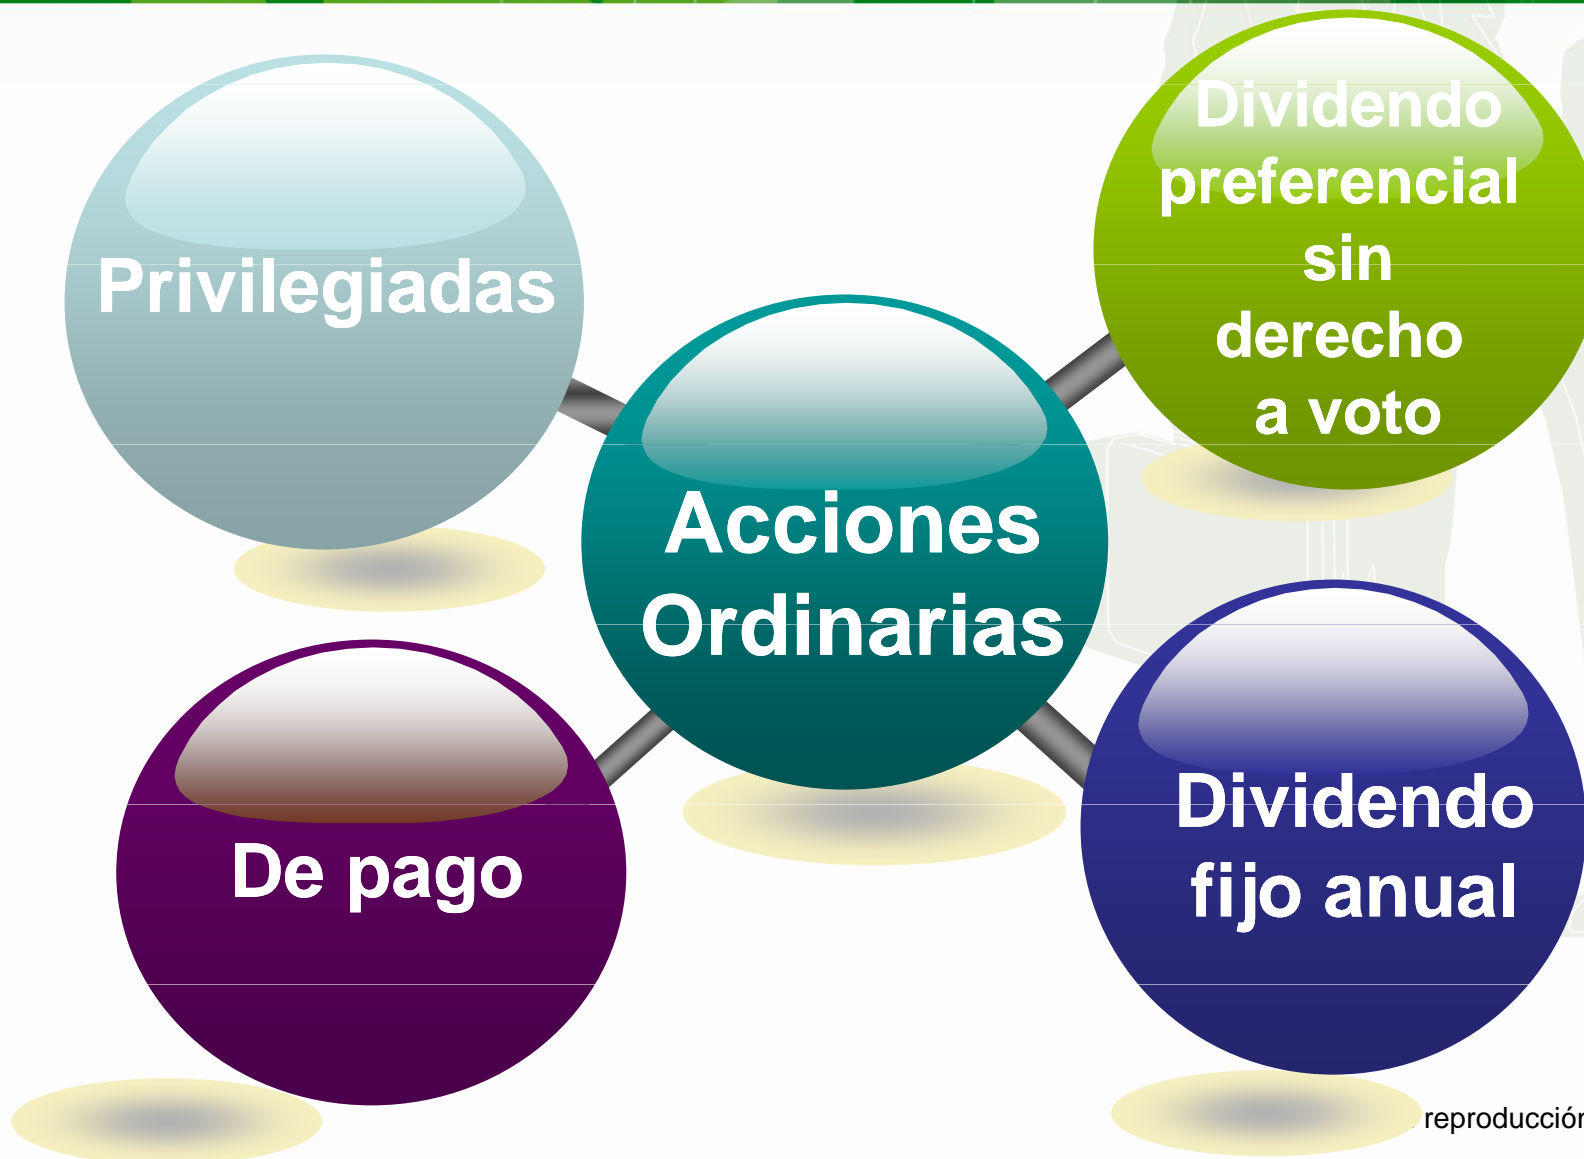 Privilegiadas
Dividendo
preferencial
sin
derecho
a voto
Acciones
Ordinarias
De pago
Dividendo
fijo anual
reproducción